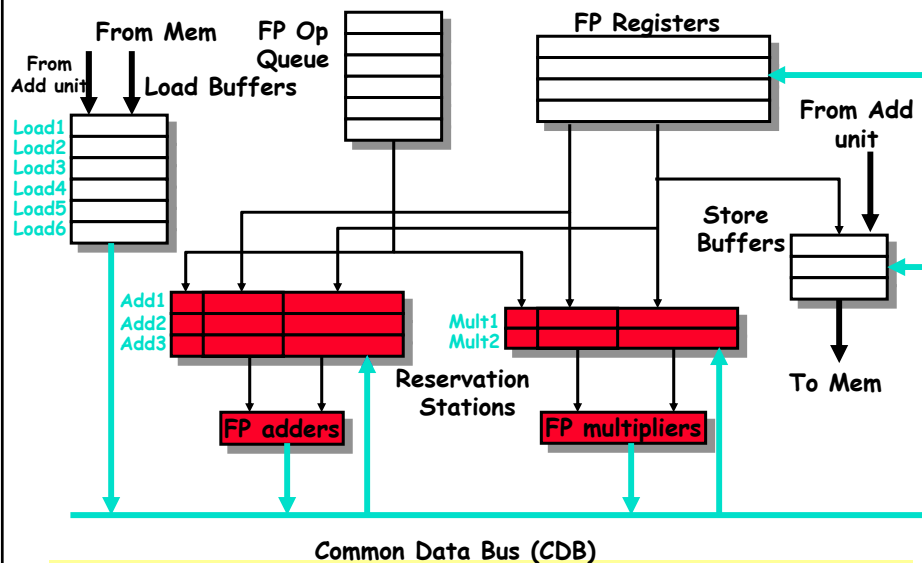 From Mem
FP Op
Queue
FP Registers
From
Add unit
Load Buffers
From Add
unit
Load1
Load2
Load3
Load4
Load5
Load6
Store
Buffers
Add1
Add2
Add3
Mult1
Mult2
Reservation
Stations
To Mem
FP adders
FP multipliers
Common Data Bus (CDB)